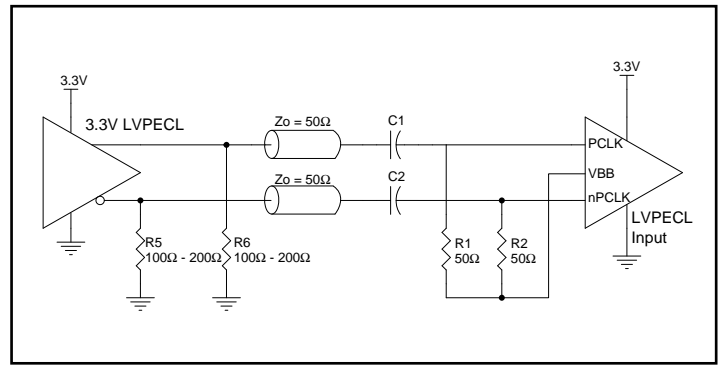 3.3V
3.3V LVPECL
Zo = 50Ω
C1
3.3V
PCLK
Zo = 50Ω
C2
VBB
nPCLK
LVPECL
Input
R5
100Ω - 200Ω
R6
100Ω - 200Ω
R1
50Ω
R2
50Ω